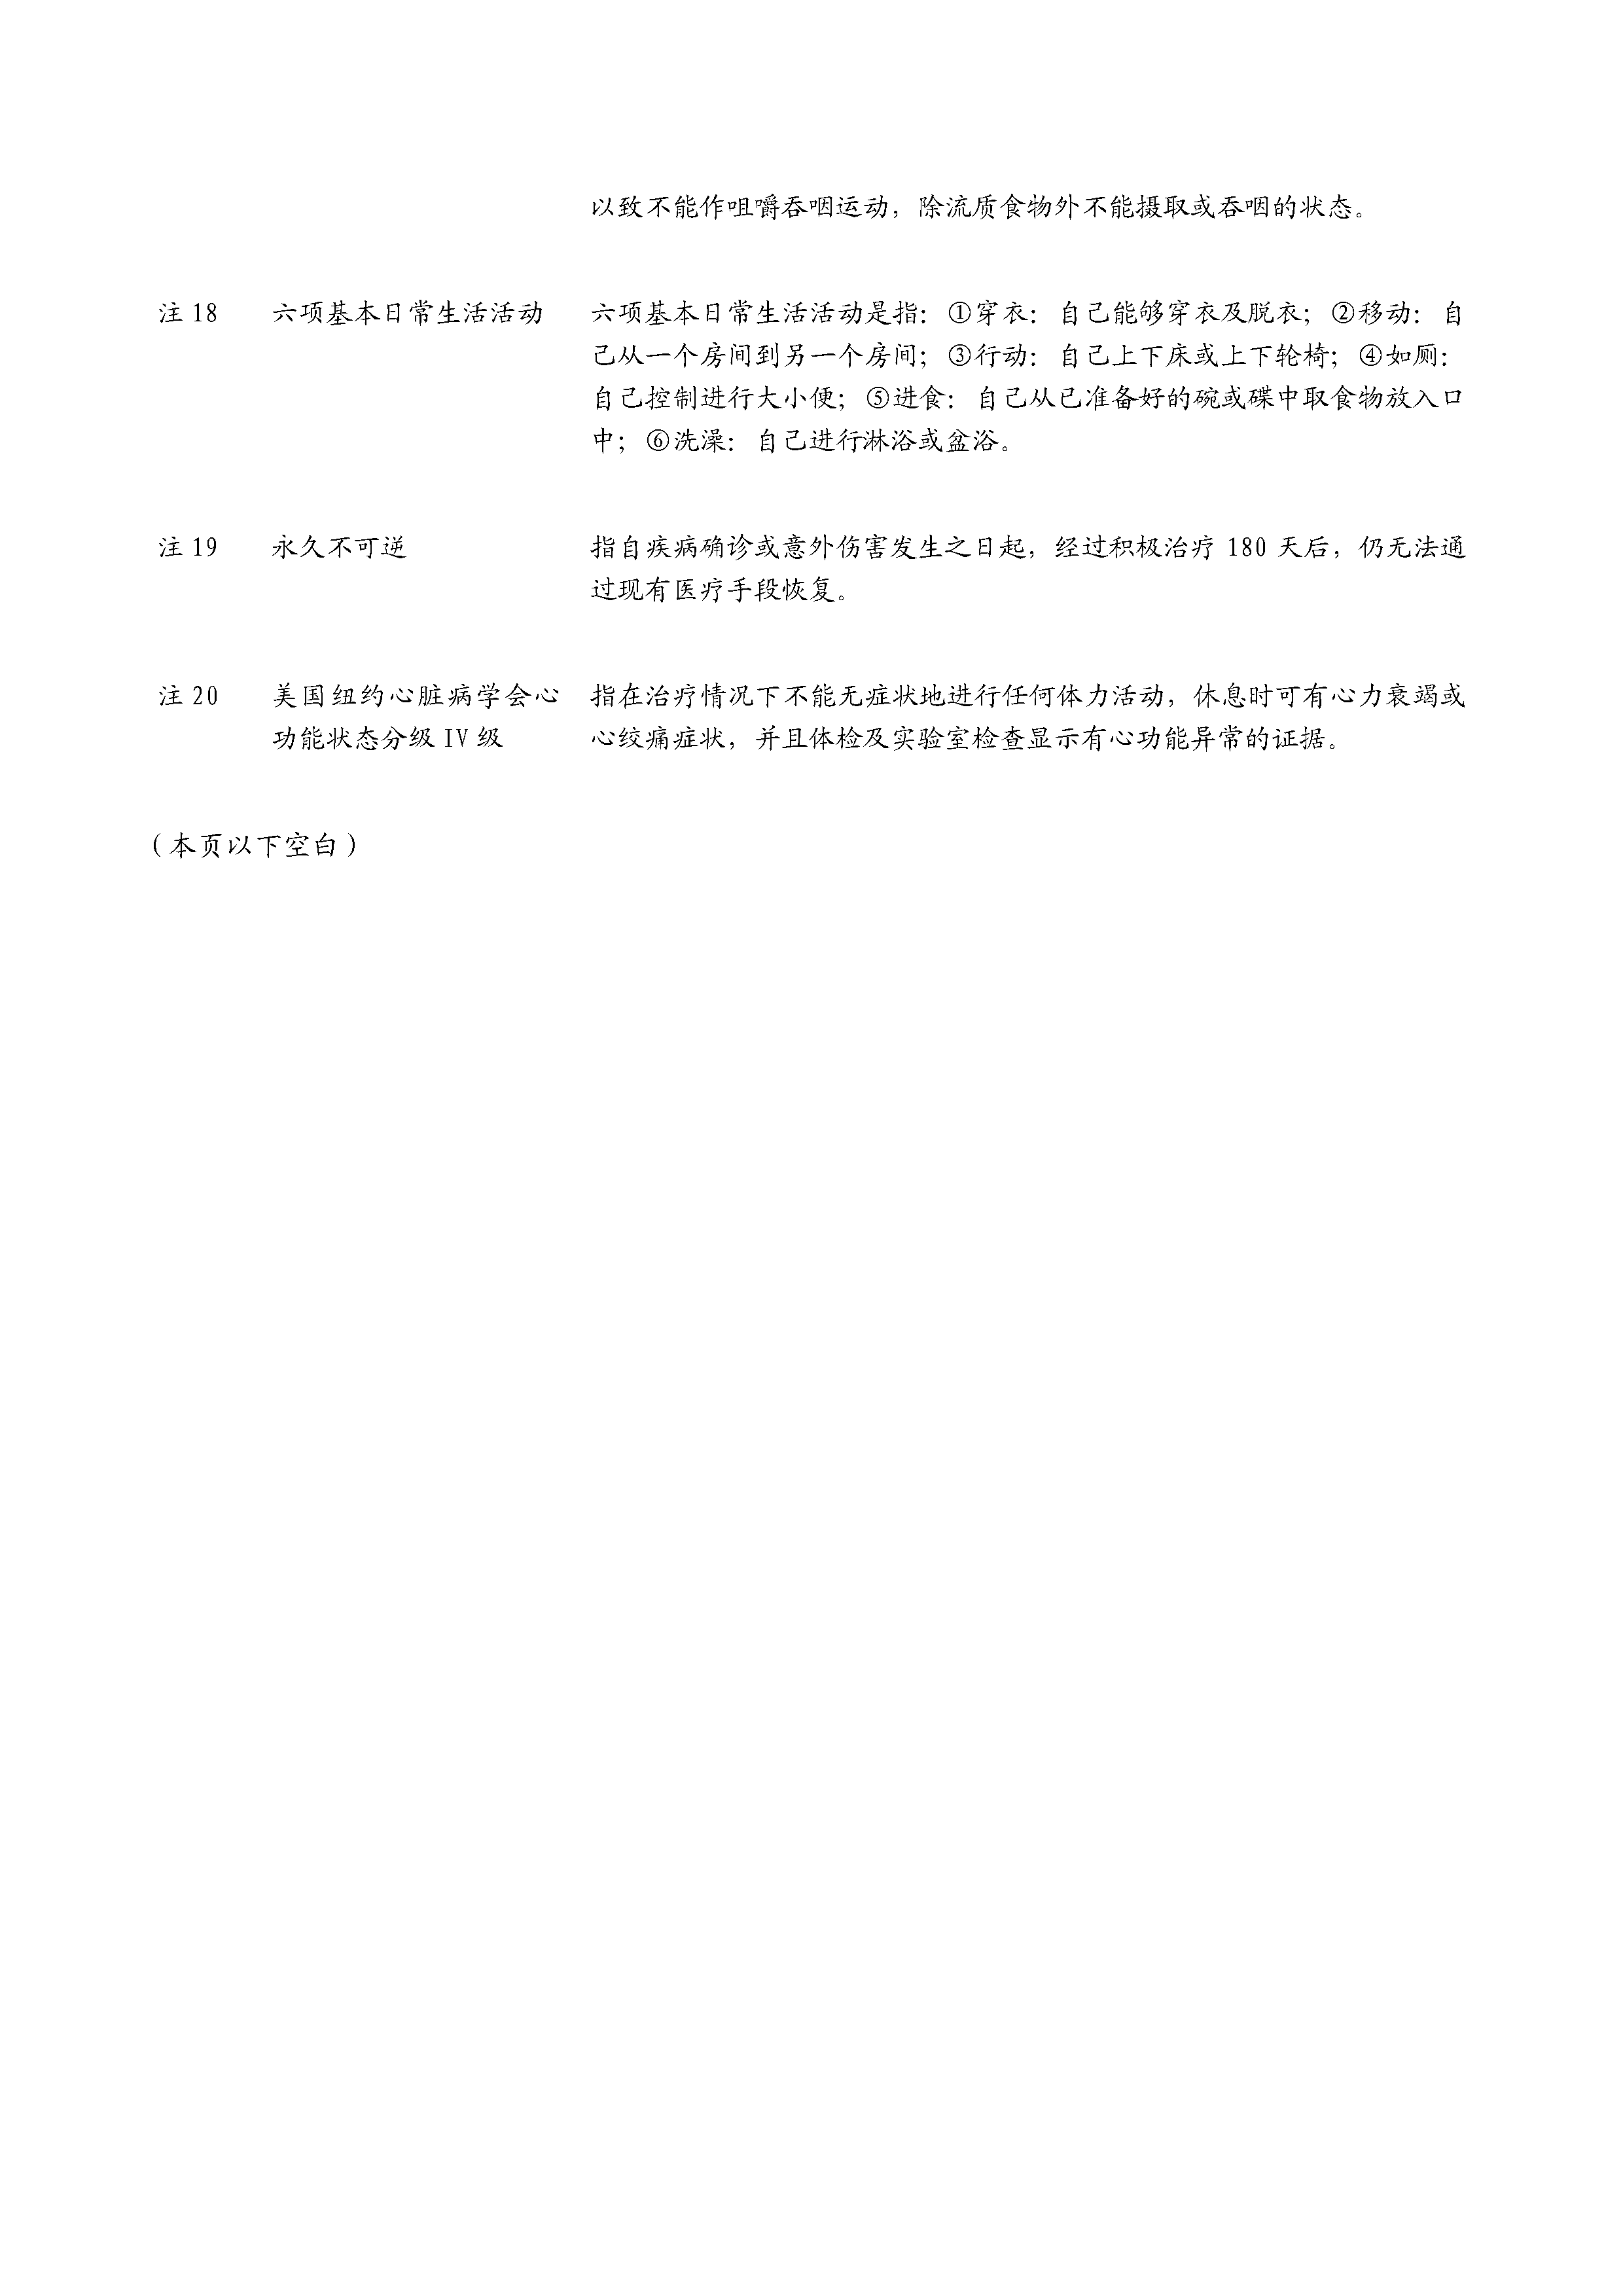 以致不能作咀嚼吞咽运动，除流质食物外不能摄取或吞咽的状态。
注 18 六项基本日常生活活动 六项基本日常生活活动是指：①穿衣：自己能够穿衣及脱衣；②移动：自
己从一个房间到另一个房间；③行动：自己上下床或上下轮椅；④如厕：
自己控制进行大小便；⑤进食：自己从已准备好的碗或碟中取食物放入口
中；⑥洗澡：自己进行淋浴或盆浴。
注 19 永久不可逆 指自疾病确诊或意外伤害发生之日起，经过积极治疗 180 天后，仍无法通
过现有医疗手段恢复。
注 20 美国纽约心脏病学会心 指在治疗情况下不能无症状地进行任何体力活动，休息时可有心力衰竭或
功能状态分级 IV 级 心绞痛症状，并且体检及实验室检查显示有心功能异常的证据。
（本页以下空白）